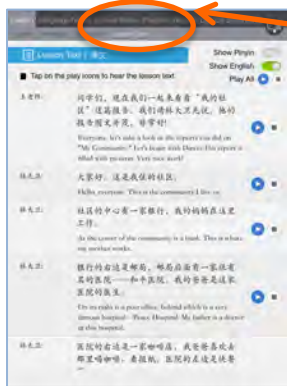 Lesson Text | 课文
Show Pinyin
Show English
■ Tap on the play icons to hear the lesson text
Play All
王老师:
同学们,现在我们一起来看看“我的社
区”这篇报告。我们请林大卫先说,他的
报告图文并茂,非常好!
Everyone, let's take a look at the reports you did on
"My Community." Let's begin with David. His report is
filled with pictures. Very nice work!
林大卫:
大家好,这是我住的社区。
Hello, everyone. This is the community I live in.
林大卫:
社区的中心有一家银行,我的妈妈在这里
工作。
At the center of the community is a bank. This is where
my mother works.
林大卫:
银行的右边是邮局,邮局后面有一家很有
名的医院——和平医院,我的爸爸是这家
医院的医生。
On its right is a post office, behind which is a very
famous hospital - Peace Hospital. My father is a doctor
at this hospital.
林大卫:
医院的右边是一家咖啡店,我爸爸喜欢去
那里喝咖啡、看报纸。医院的左边是快餐